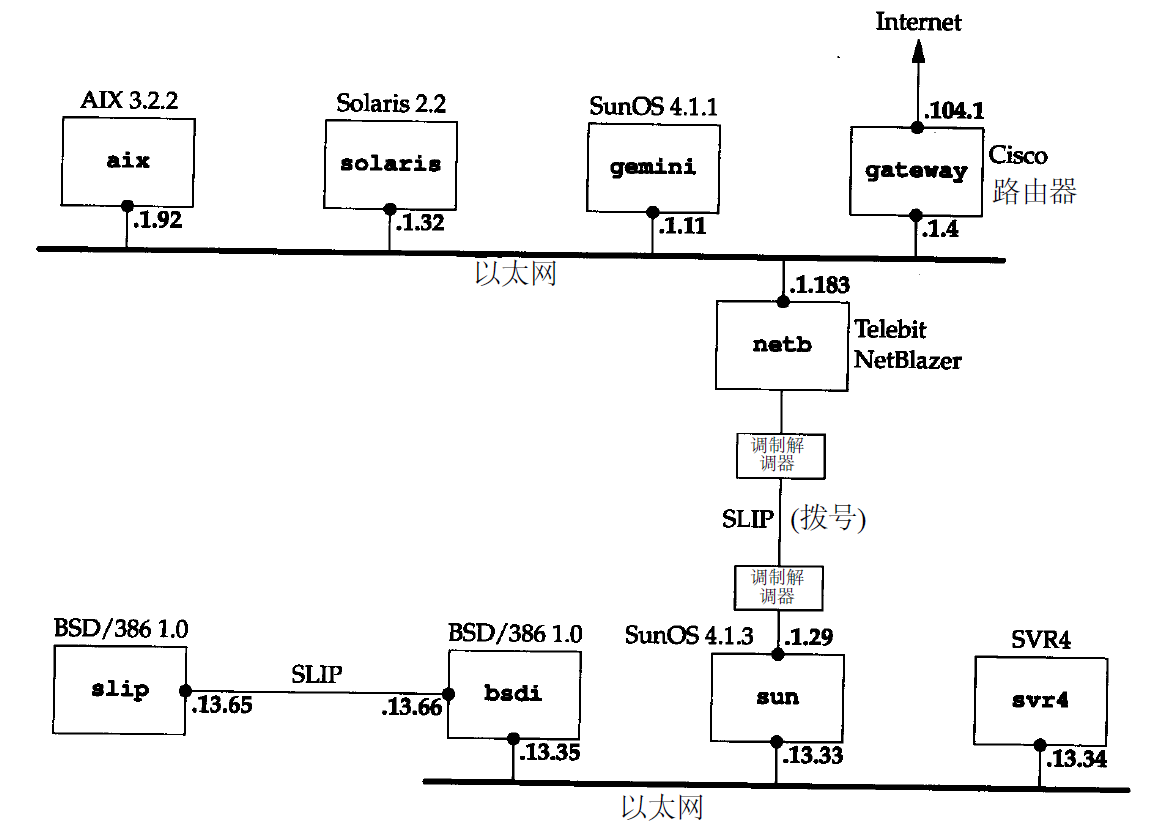 Internet
AIX 3.2.2
Solaris 2.2
SunOS 4.1.1
.104.1
aix
solaris
gemini
gateway
Cisco
路由器
.1.92
.1.32
.1.11
.1.4
以太网
.1.183
netb
Telebit
NetBlazer
调制解
调器
SLIP (拨号)
调制解
调器
BSD/386 1.0
BSD/386 1.0
SunOS 4.1.3
.1.29
SVR4
slip
SLIP
bsdi
sun
svr4
.13.65
.13.66
.13.35
.13.33
.13.34
以太网